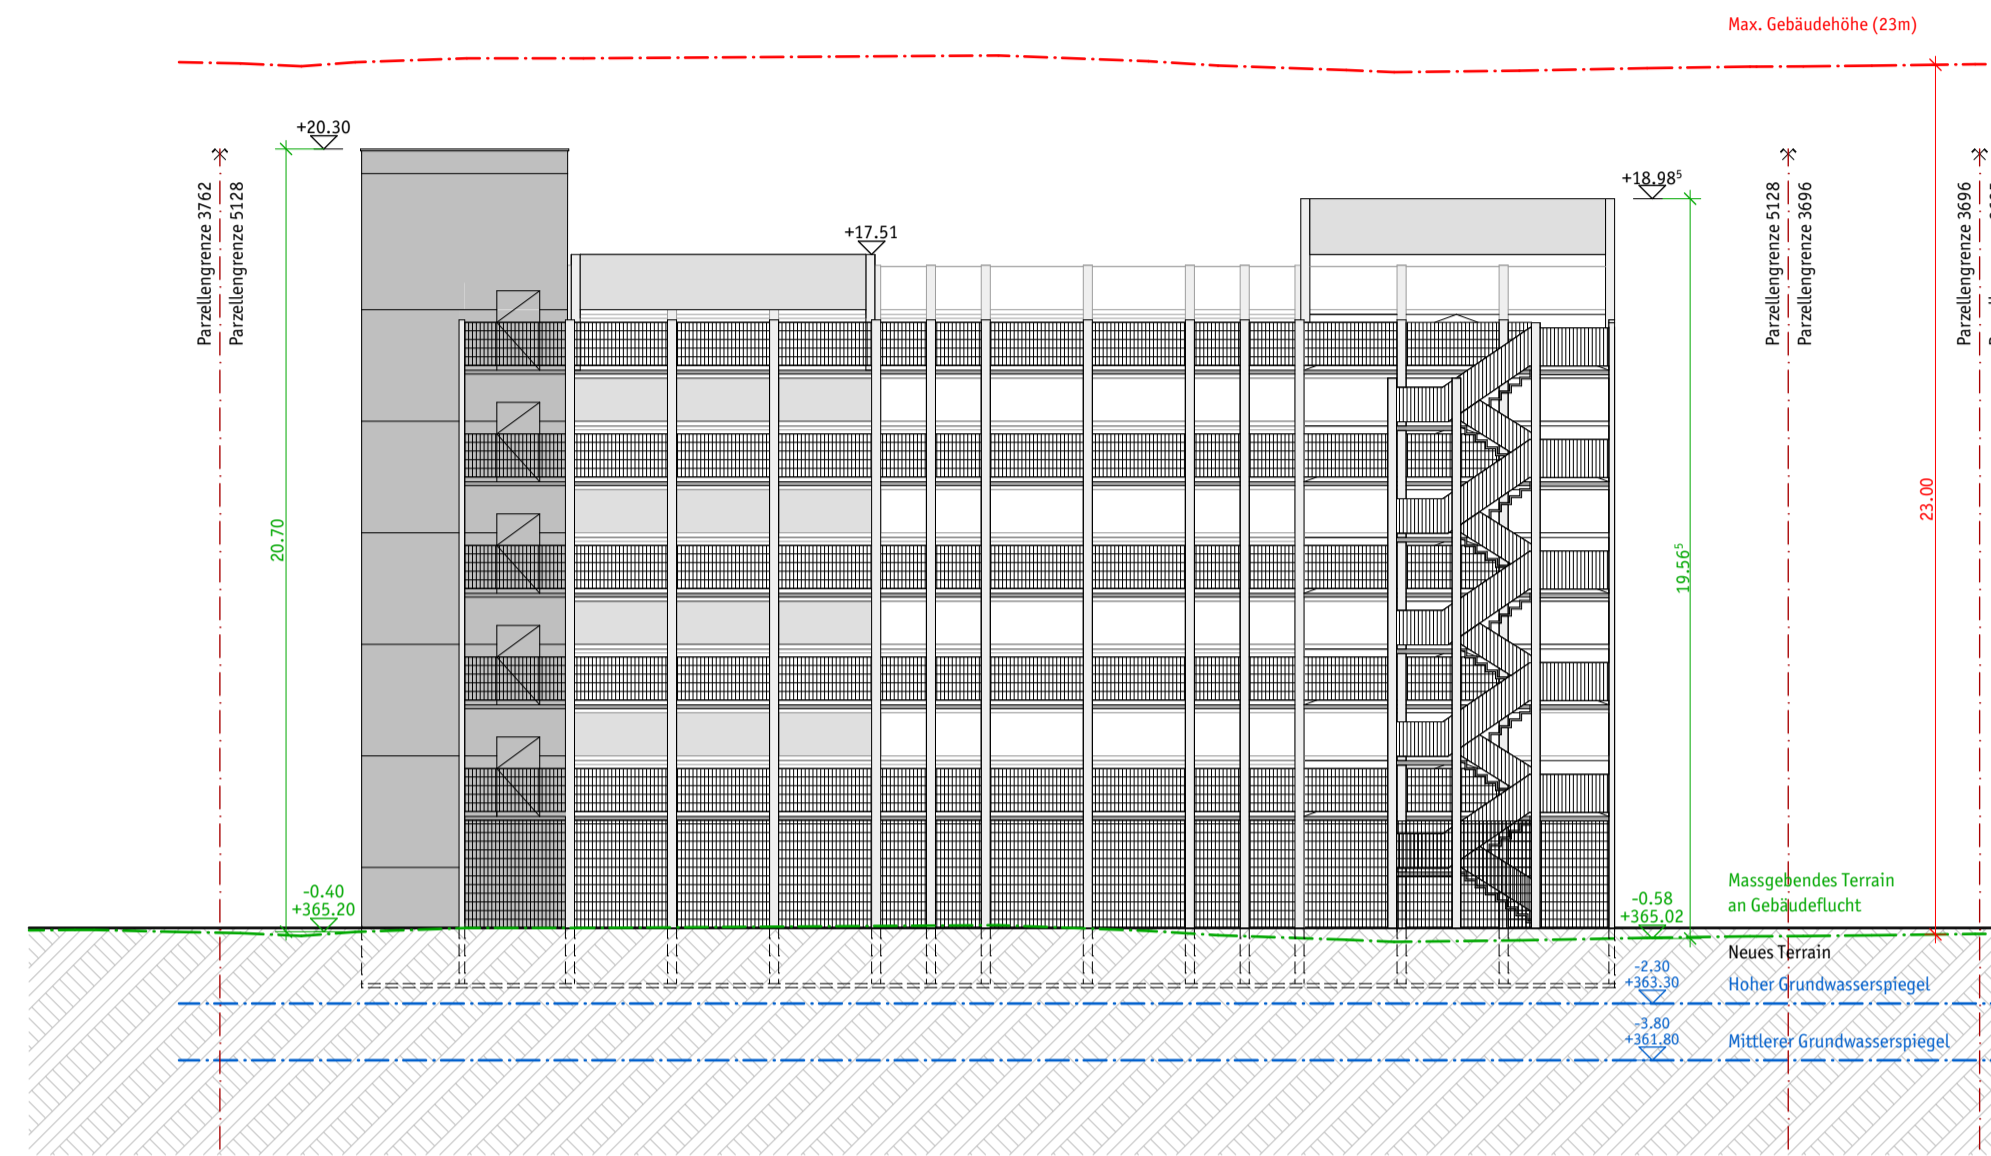 Max. Gebäudehöhe (23m)
+20.30
+18.98⁵
+17.51
Parzellengrenze 3762
Parzellengrenze 5128
Parzellengrenze 5128
Parzellengrenze 3696
Parzellengrenze 3696
20.70
19.56⁵
23.00
-0.40
+365.20
-0.58
+365.02
Massgebendes Terrain
an Gebäudeflucht
Neues Terrain
-2.30
+363.30
Hoher Grundwasserspiegel
-3.80
+361.80
Mittlerer Grundwasserspiegel